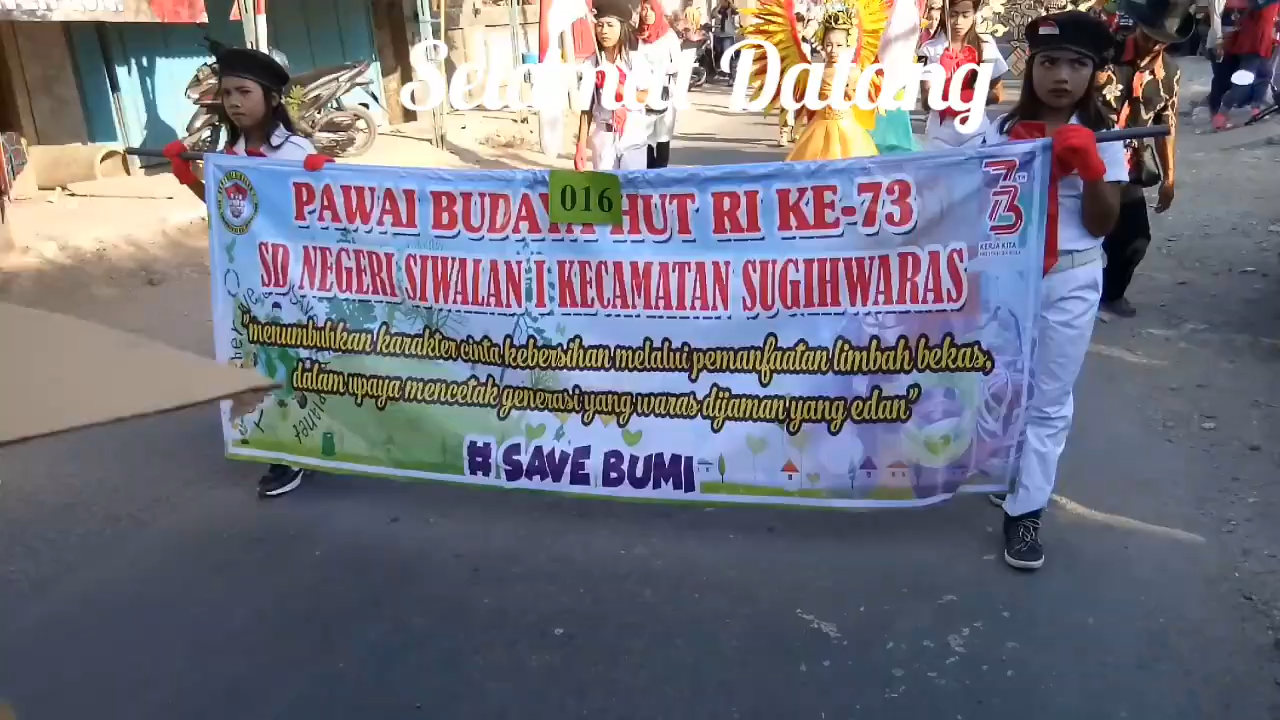 Selamat Datang
016
PAWAI BUDAYA HUT RI KE-73
73 TH
SD NEGERI SIWALAN I KECAMATAN SUGIHWARAS
KERJA KITA
"menumbuhkan karakter cinta kebersihan melalui pemanfaatan limbah bekas,
dalam upaya mencetak generasi yang waras dijaman yang edan"
# SAVE BUMI